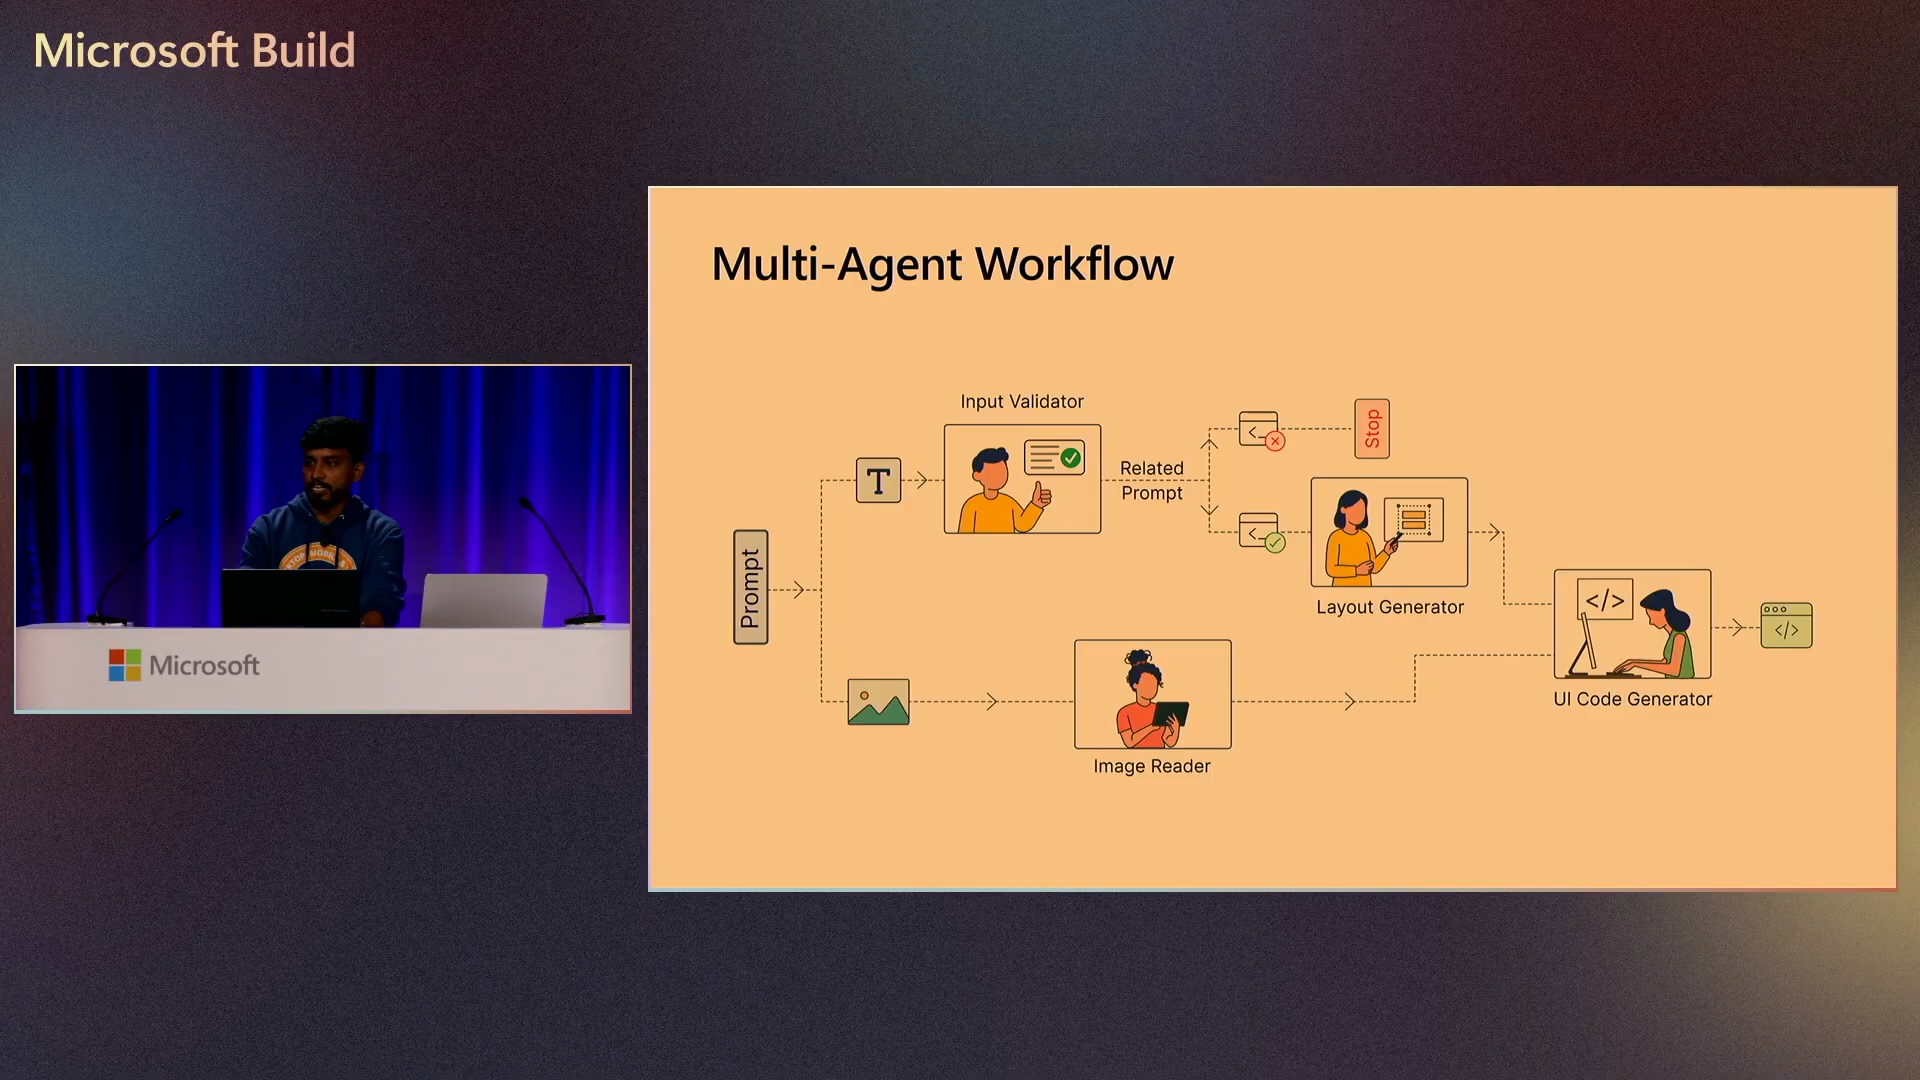 Microsoft Build
Multi-Agent Workflow
Input Validator
T
Related
Prompt
Stop
Prompt
Layout Generator
</>
</>
UI Code Generator
Image Reader
Microsoft